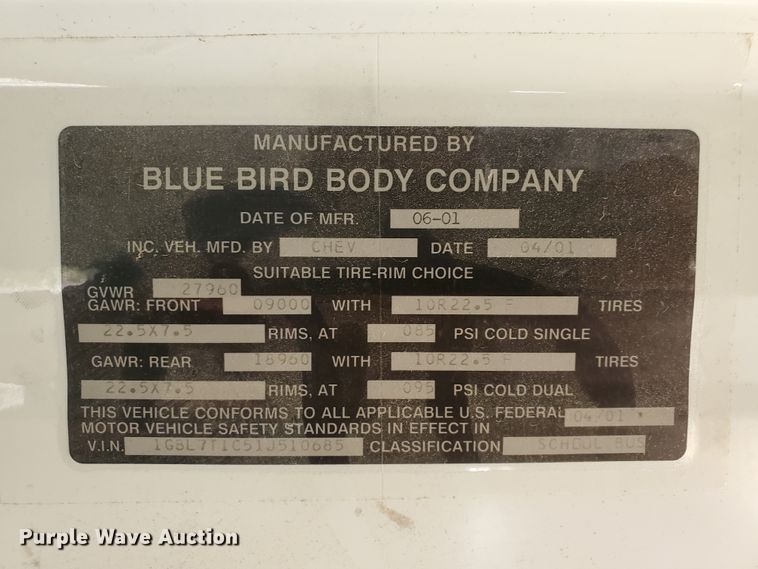 MANUFACTURED BY
BLUE BIRD BODY COMPANY
DATE OF MFR. 06-01
INC. VEH. MFD. BY CHEV DATE 04/01
SUITABLE TIRE-RIM CHOICE
GVWR 27960
GAWR: FRONT 09000 WITH 10R22.5 F TIRES
22.5X7.5 RIMS, AT 085 PSI COLD SINGLE
GAWR: REAR 18960 WITH 10R22.5 F TIRES
22.5X7.5 RIMS, AT 095 PSI COLD DUAL
THIS VEHICLE CONFORMS TO ALL APPLICABLE U.S. FEDERAL 04/01
MOTOR VEHICLE SAFETY STANDARDS IN EFFECT IN
V.I.N. 1GBL7T1C51J510685 CLASSIFICATION SCHOOL BUS
Purple Wave Auction